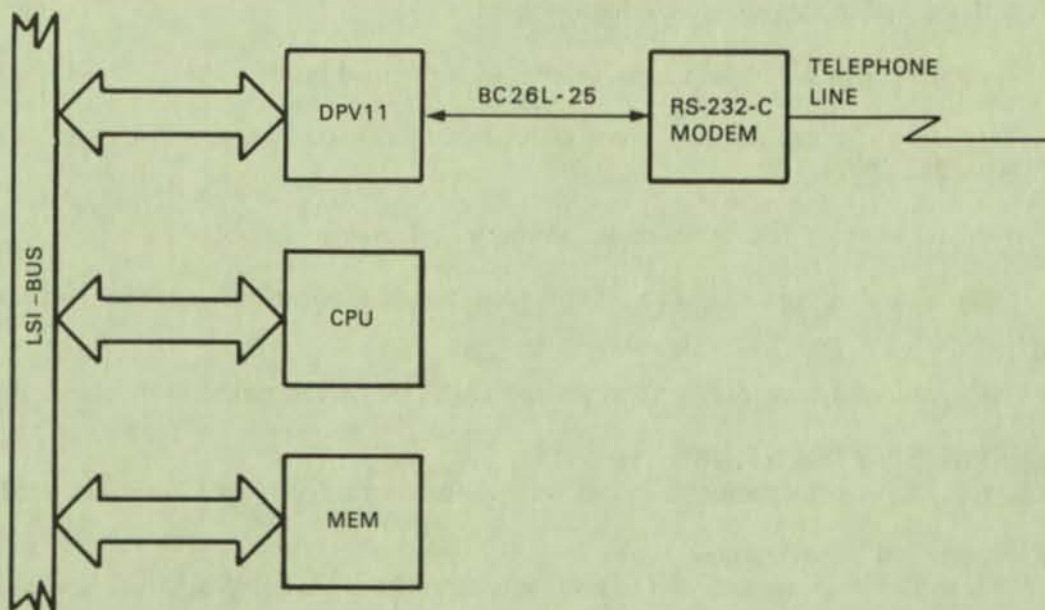 LSI-BUS
DPV11
BC26L-25
RS-232-C
MODEM
TELEPHONE
LINE
CPU
MEM